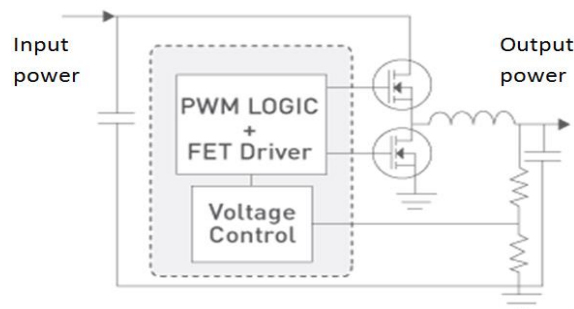 Input
power
Output
power
PWM LOGIC
+
FET Driver
Voltage
Control